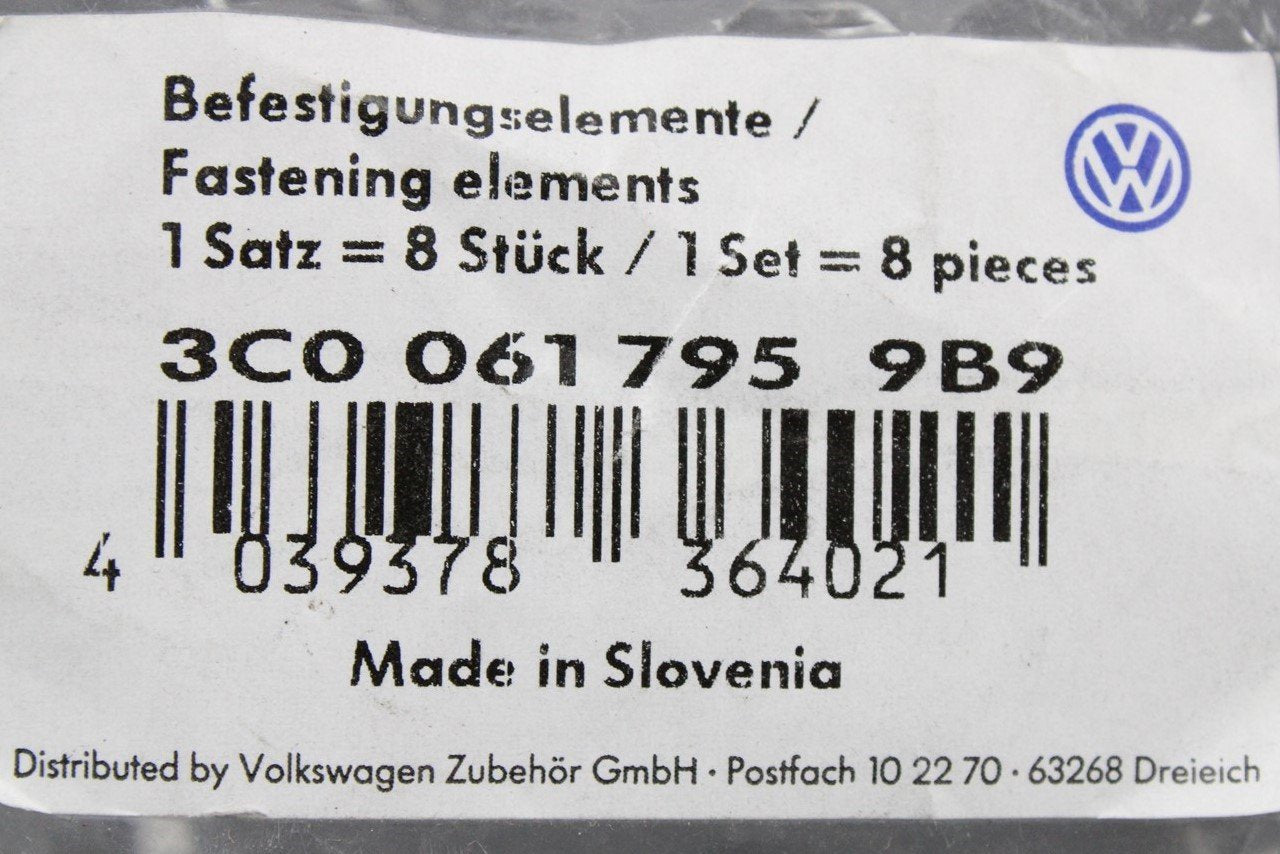 Befestigungselemente /
Fastening elements
1 Satz = 8 Stück / 1 Set = 8 pieces
3C0 061 795 9B9
4 039378 364021
Made in Slovenia
Distributed by Volkswagen Zubehör GmbH · Postfach 10 22 70 · 63268 Dreieich